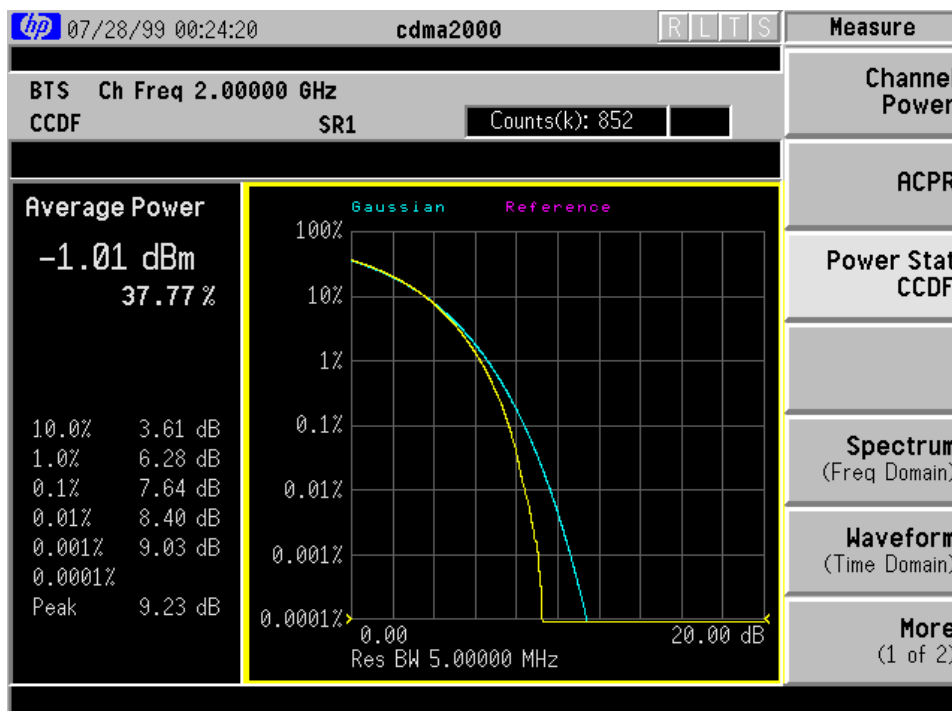 hp 07/28/99 00:24:20 cdma2000 R L T S Measure
BTS Ch Freq 2.00000 GHz
CCDF SR1 Counts(k): 852
Channel
Power
ACPR
Power Stat
CCDF
Spectrum
(Freq Domain)
Waveform
(Time Domain)
More
(1 of 2)
Average Power
-1.01 dBm
37.77 %
10.0% 3.61 dB
1.0% 6.28 dB
0.1% 7.64 dB
0.01% 8.40 dB
0.001% 9.03 dB
0.0001%
Peak 9.23 dB
Gaussian Reference
100%
10%
1%
0.1%
0.01%
0.001%
0.0001%
0.00 20.00 dB
Res BW 5.00000 MHz